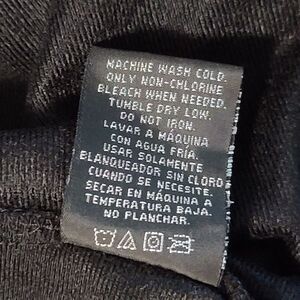 MACHINE WASH COLD.
ONLY NON-CHLORINE
BLEACH WHEN NEEDED.
TUMBLE DRY LOW.
DO NOT IRON.
LAVAR A MÁQUINA
CON AGUA FRÍA.
USAR SOLAMENTE
BLANQUEADOR SIN CLORO
CUANDO SE NECESITE.
SECAR EN MÁQUINA A
TEMPERATURA BAJA.
NO PLANCHAR.